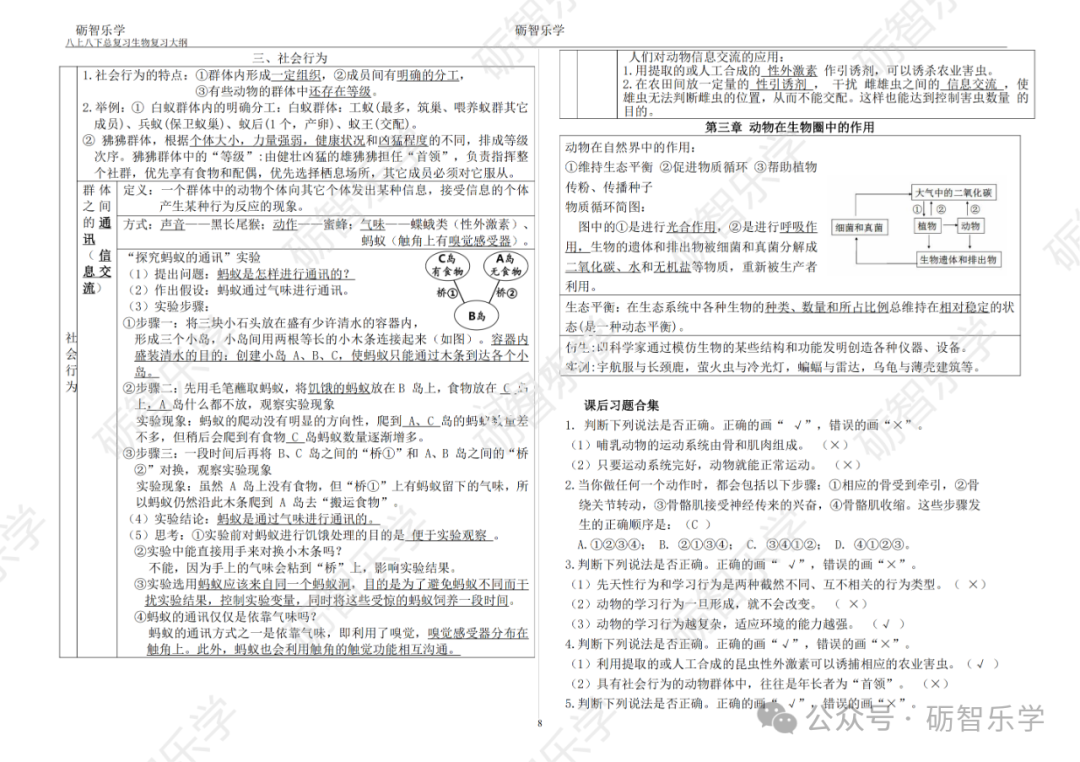 砺智乐学
八上八下总复习生物复习大纲
三、社会行为
社会行为
1.社会行为的特点：①群体内形成一定组织，②成员间有明确的分工，
③有些动物的群体中还存在等级。
2.举例：① 白蚁群体内的明确分工：白蚁群体：工蚁(最多，筑巢、喂养蚁群其它
成员)、兵蚁(保卫蚁巢)、蚁后(1 个，产卵)、蚁王(交配)。
② 狒狒群体，根据个体大小，力量强弱，健康状况和凶猛程度的不同，排成等级
次序。狒狒群体中的“等级”:由健壮凶猛的雄狒狒担任“首领”，负责指挥整
个社群，优先享有食物和配偶，优先选择栖息场所，其它成员必须对它服从。
群 体
之 间
的 通
讯
（ 信
息 交
流）
定义：一个群体中的动物个体向其它个体发出某种信息，接受信息的个体
产生某种行为反应的现象。
方式：声音——黑长尾猴；动作——蜜蜂；气味——蝶蛾类（性外激素）、
蚂蚁（触角上有嗅觉感受器）。
“探究蚂蚁的通讯”实验
（1）提出问题：蚂蚁是怎样进行通讯的？
（2）作出假设：蚂蚁通过气味进行通讯。
（3）实验步骤：
C岛
有食物
A岛
无食物
桥①
桥②
B岛
①步骤一：将三块小石头放在盛有少许清水的容器内，
形成三个小岛，小岛间用两根等长的小木条连接起来（如图）。容器内
盛装清水的目的：创建小岛 A、B、C，使蚂蚁只能通过木条到达各个小
岛。
②步骤二：先用毛笔蘸取蚂蚁，将饥饿的蚂蚁放在 B 岛上，食物放在 C 岛
上，A 岛什么都不放，观察实验现象
实验现象：蚂蚁的爬动没有明显的方向性，爬到 A、C 岛的蚂蚁数量差
不多，但稍后会爬到有食物 C 岛蚂蚁数量逐渐增多。
③步骤三：一段时间后再将 B、C 岛之间的“桥①”和 A、B 岛之间的“桥
②”对换，观察实验现象
实验现象：虽然 A 岛上没有食物，但“桥①”上有蚂蚁留下的气味，所
以蚂蚁仍然沿此木条爬到 A 岛去“搬运食物”。
（4）实验结论：蚂蚁是通过气味进行通讯的。
（5）思考：①实验前对蚂蚁进行饥饿处理的目的是 便于实验观察 。
②实验中能直接用手来对换小木条吗？
不能，因为手上的气味会粘到“桥”上，影响实验结果。
③实验选用蚂蚁应该来自同一个蚂蚁洞，目的是为了避免蚂蚁不同而干
扰实验结果，控制实验变量，同时将这些受惊的蚂蚁饲养一段时间。
④蚂蚁的通讯仅仅是依靠气味吗？
蚂蚁的通讯方式之一是依靠气味，即利用了嗅觉，嗅觉感受器分布在
触角上。此外，蚂蚁也会利用触角的触觉功能相互沟通。
砺智乐学
人们对动物信息交流的应用：
1.用提取的或人工合成的 性外激素 作引诱剂，可以诱杀农业害虫。
2.在农田间放一定量的 性引诱剂 ， 干扰 雌雄虫之间的 信息交流 ，使
雄虫无法判断雌虫的位置，从而不能交配。这样也能达到控制害虫数量 的
目的。
第三章 动物在生物圈中的作用
动物在自然界中的作用：
①维持生态平衡 ②促进物质循环 ③帮助植物
传粉、传播种子
物质循环简图：
图中的①是进行光合作用，②是进行呼吸作
用，生物的遗体和排出物被细菌和真菌分解成
二氧化碳、水和无机盐等物质，重新被生产者
利用。
大气中的二氧化碳
① ② ②
细菌和真菌
植物
动物
生物遗体和排出物
生态平衡：在生态系统中各种生物的种类、数量和所占比例总维持在相对稳定的状
态(是一种动态平衡)。
仿生:即科学家通过模仿生物的某些结构和功能发明创造各种仪器、设备。
实例:宇航服与长颈鹿，萤火虫与冷光灯，蝙蝠与雷达，乌龟与薄壳建筑等。
课后习题合集
1. 判断下列说法是否正确。正确的画“ √”，错误的画“×”。
（1）哺乳动物的运动系统由骨和肌肉组成。 （×）
（2）只要运动系统完好，动物就能正常运动。 （×）
2.当你做任何一个动作时，都会包括以下步骤：①相应的骨受到牵引，②骨
绕关节转动，③骨骼肌接受神经传来的兴奋，④骨骼肌收缩。这些步骤发
生的正确顺序是：（C ）
A.①②③④； B. ②①③④； C. ③④①②； D. ④①②③。
3.判断下列说法是否正确。正确的画“ √”，错误的画“×”。
（1）先天性行为和学习行为是两种截然不同、互不相关的行为类型。（ ×）
（2）动物的学习行为一旦形成，就不会改变。 （ ×）
（3）动物的学习行为越复杂，适应环境的能力越强。 （√ ）
4.判断下列说法是否正确。正确的画“√”，错误的画“×”。
（1）利用提取的或人工合成的昆虫性外激素可以诱捕相应的农业害虫。（√ ）
（2）具有社会行为的动物群体中，往往是年长者为“首领”。 （×）
5.判断下列说法是否正确。正确的画“ √”，错误的画“×”。
8
公众号 · 砺智乐学